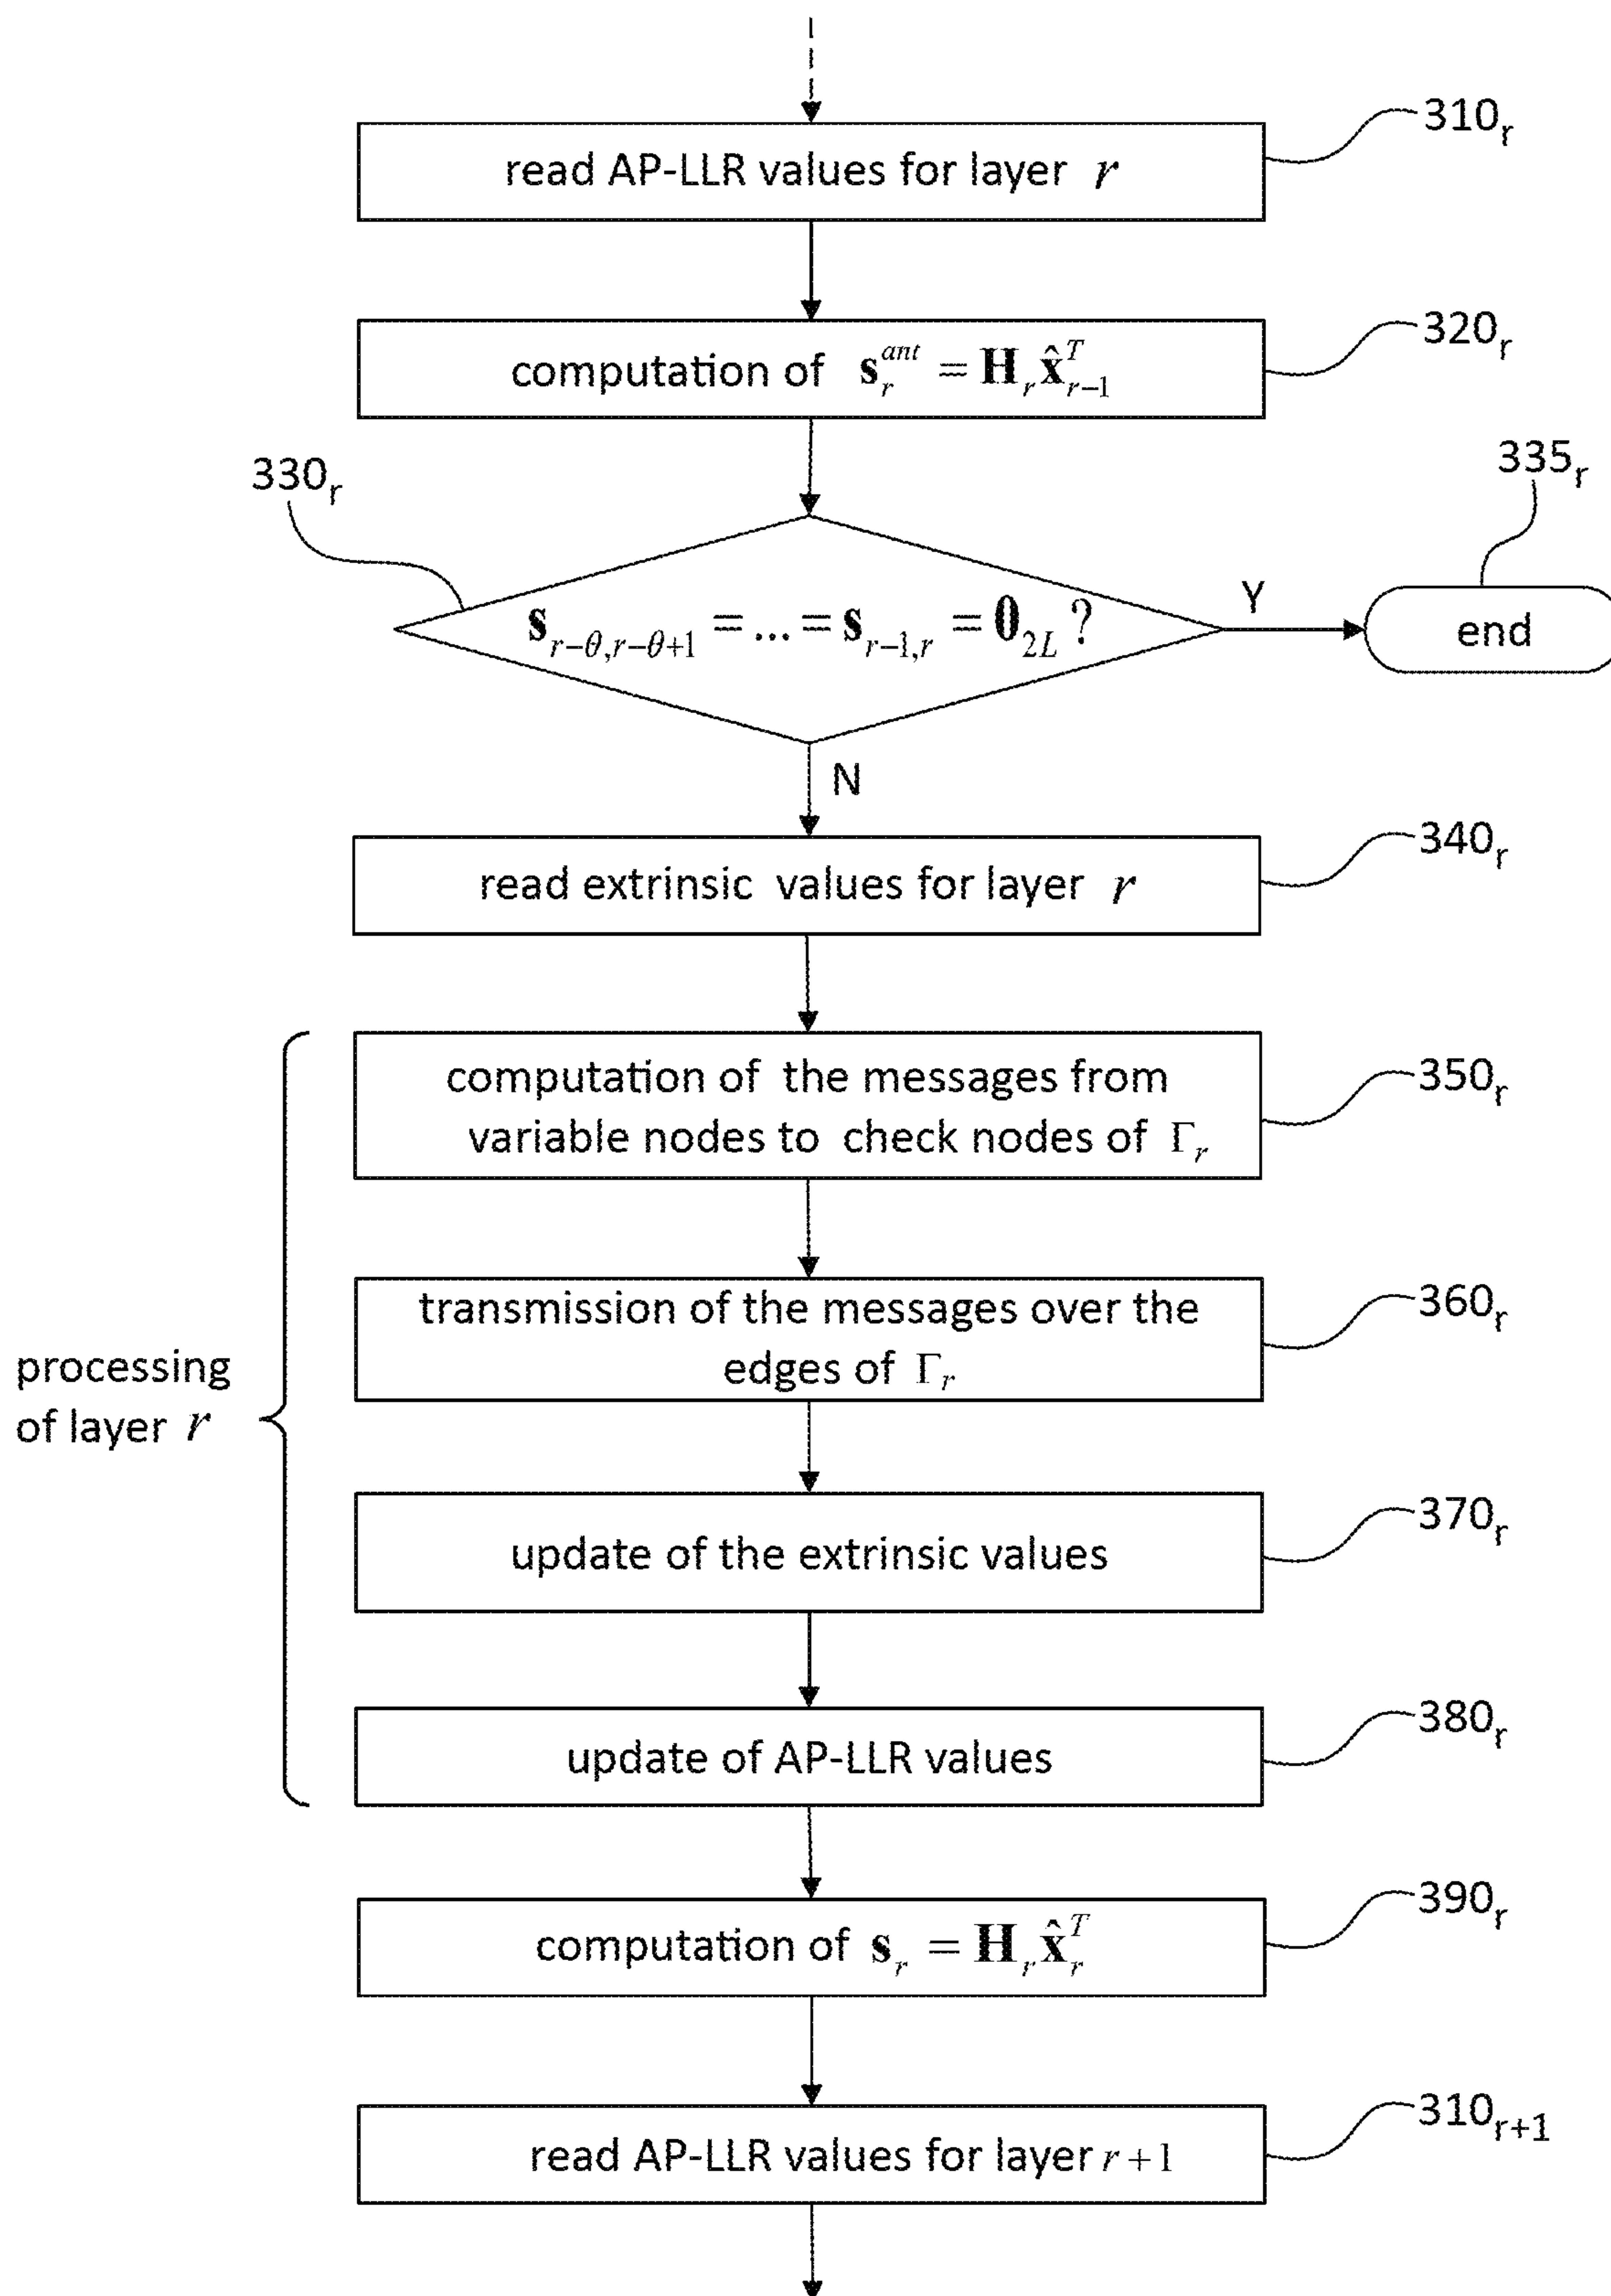 read AP-LLR values for layer r
310r
computation of s_r^ant = H_r x̂_{r−1}^T
320r
330r
335r
s_{r−θ,r−θ+1} = ... = s_{r−1,r} = 0_{2L} ?
Y
end
N
read extrinsic values for layer r
340r
computation of the messages from
variable nodes to check nodes of Γ_r
350r
transmission of the messages over the
edges of Γ_r
360r
processing
of layer r
update of the extrinsic values
370r
update of AP-LLR values
380r
computation of s_r = H_r x̂_r^T
390r
read AP-LLR values for layer r+1
310r+1